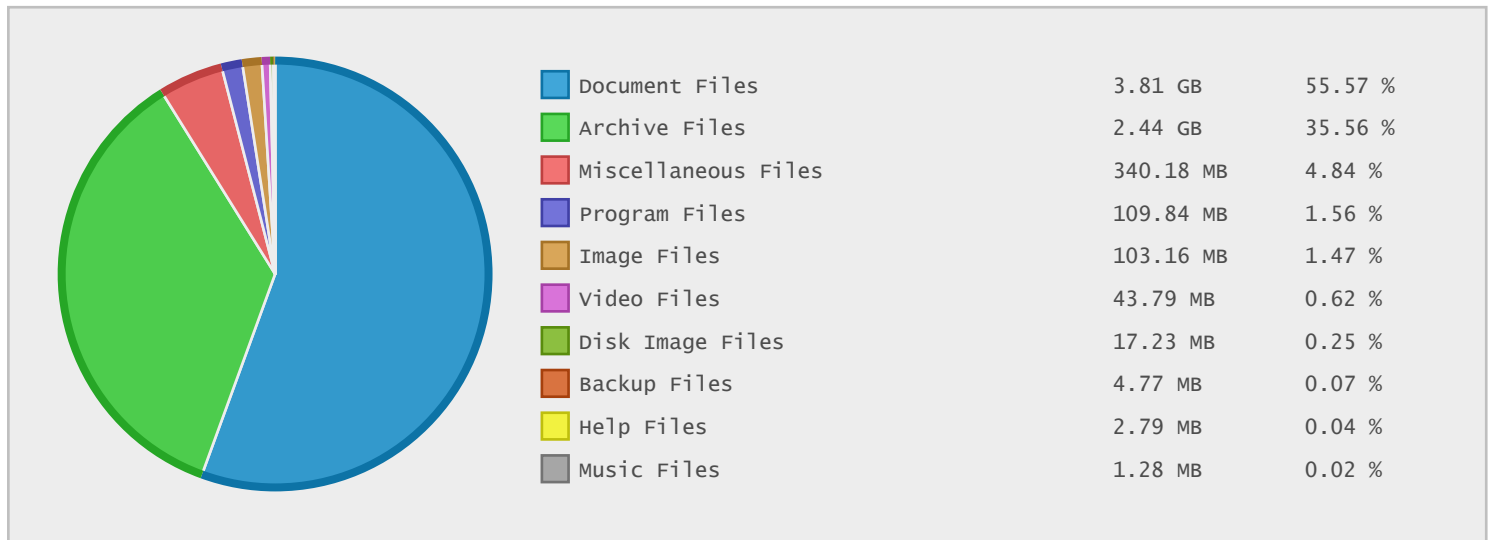 Document Files 3.81 GB 55.57 %
Archive Files 2.44 GB 35.56 %
Miscellaneous Files 340.18 MB 4.84 %
Program Files 109.84 MB 1.56 %
Image Files 103.16 MB 1.47 %
Video Files 43.79 MB 0.62 %
Disk Image Files 17.23 MB 0.25 %
Backup Files 4.77 MB 0.07 %
Help Files 2.79 MB 0.04 %
Music Files 1.28 MB 0.02 %